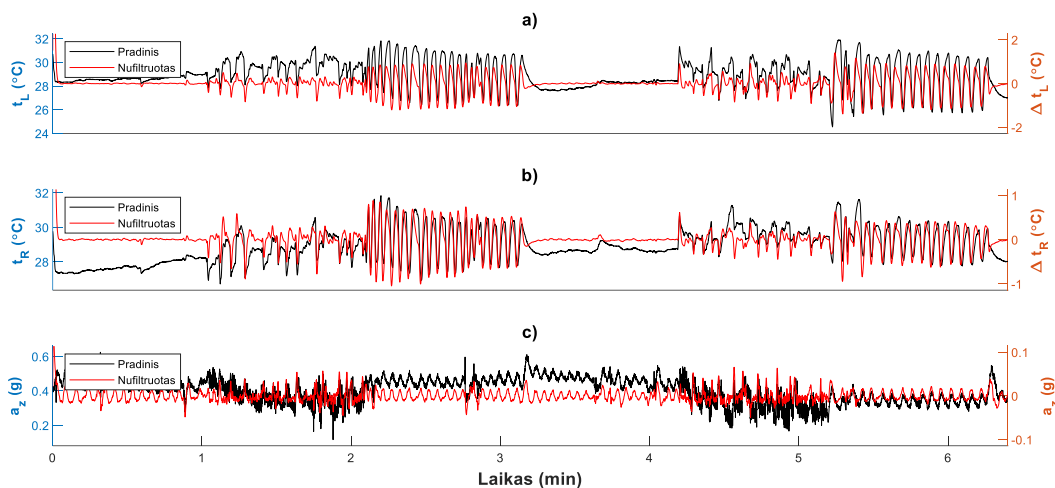 a)
32
30
28
26
24
t_L (°C)
Pradinis
Nufiltruotas
2
0
-2
Δ t_L (°C)
b)
32
30
28
t_R (°C)
Pradinis
Nufiltruotas
1
0
-1
Δ t_R (°C)
c)
0.6
0.4
0.2
a_z (g)
Pradinis
Nufiltruotas
0.1
0
-0.1
a_z (g)
0 1 2 3 4 5 6
Laikas (min)